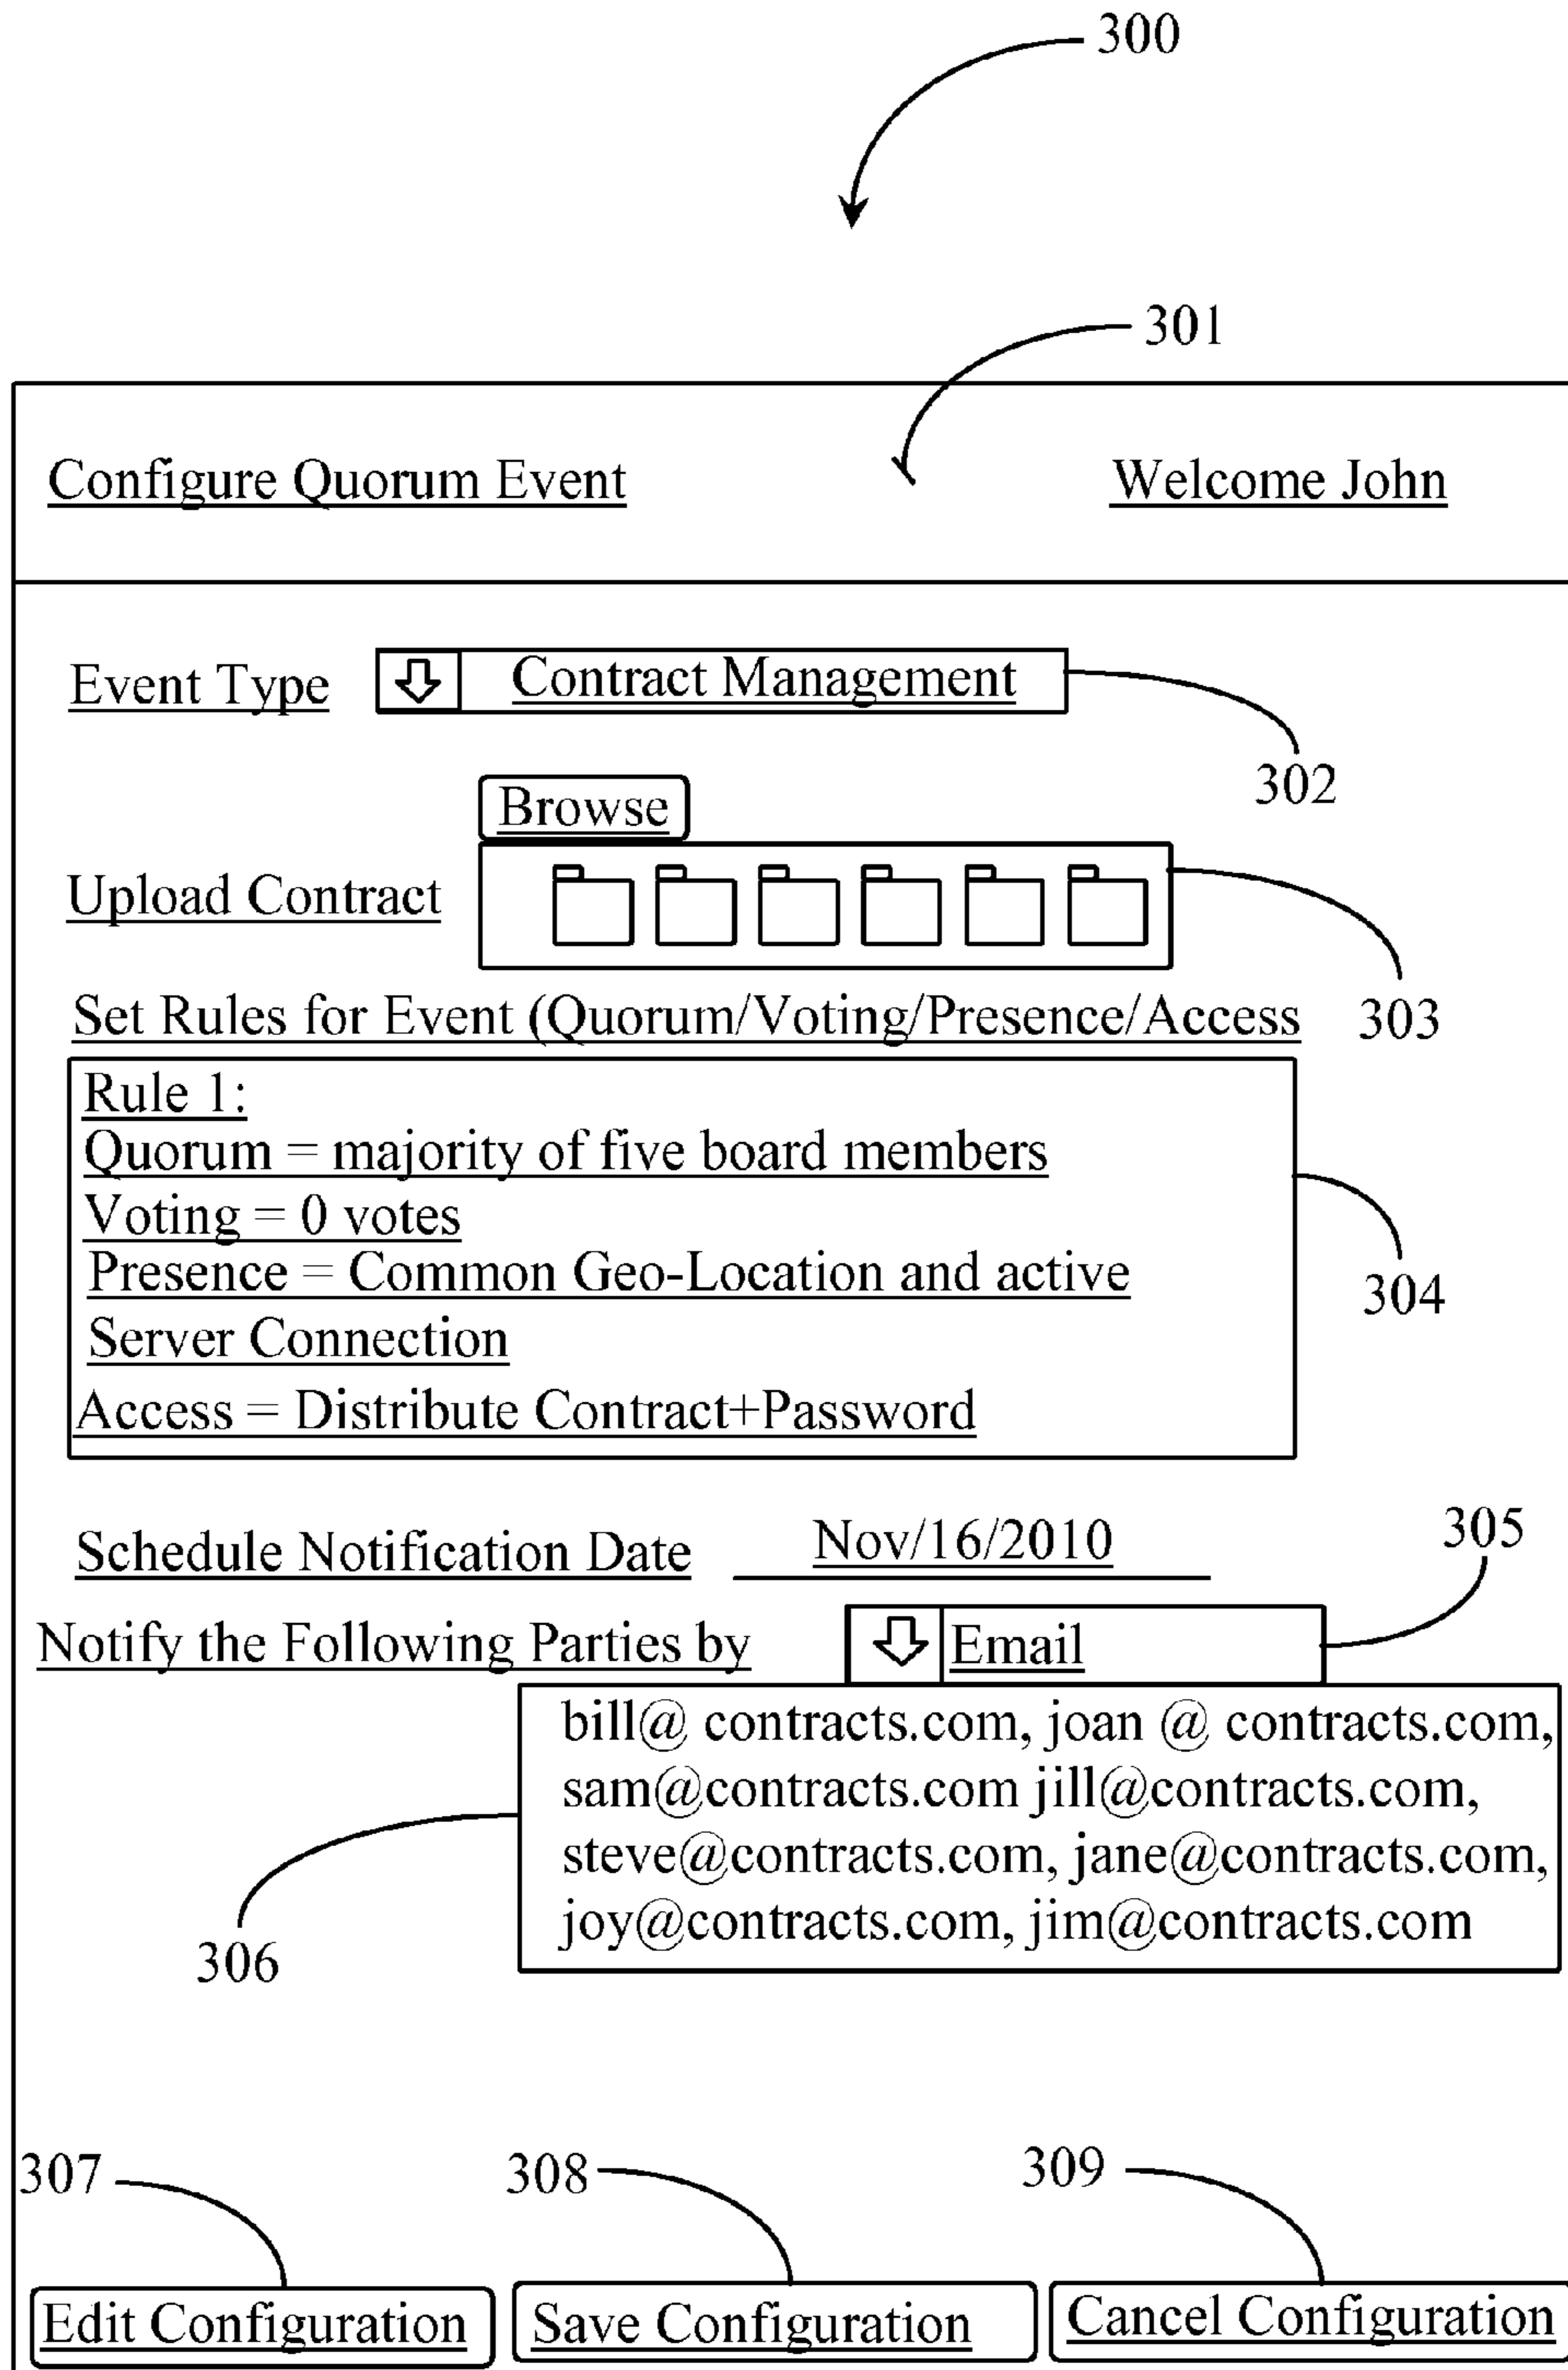 300
301
Configure Quorum Event Welcome John
Event Type Contract Management
302
Browse
Upload Contract
303
Set Rules for Event (Quorum/Voting/Presence/Access
Rule 1:
Quorum = majority of five board members
Voting = 0 votes
Presence = Common Geo-Location and active
Server Connection
Access = Distribute Contract+Password
304
Schedule Notification Date Nov/16/2010
305
Notify the Following Parties by Email
bill@ contracts.com, joan @ contracts.com,
sam@contracts.com jill@contracts.com,
steve@contracts.com, jane@contracts.com,
joy@contracts.com, jim@contracts.com
306
307 308 309
Edit Configuration Save Configuration Cancel Configuration